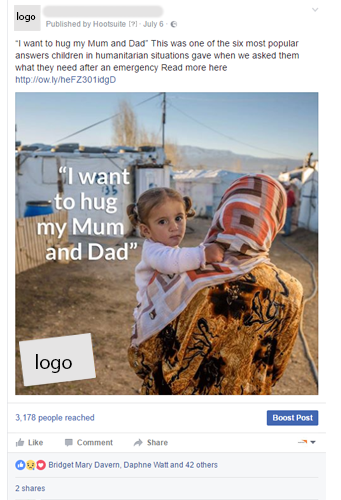 logo
Published by Hootsuite [?] · July 6 ·
“I want to hug my Mum and Dad” This was one of the six most popular
answers children in humanitarian situations gave when we asked them
what they need after an emergency Read more here
http://ow.ly/heFZ301idgD
“I want
to hug
my Mum
and Dad”
logo
3,178 people reached
Boost Post
Like Comment Share
Bridget Mary Davern, Daphne Watt and 42 others
2 shares